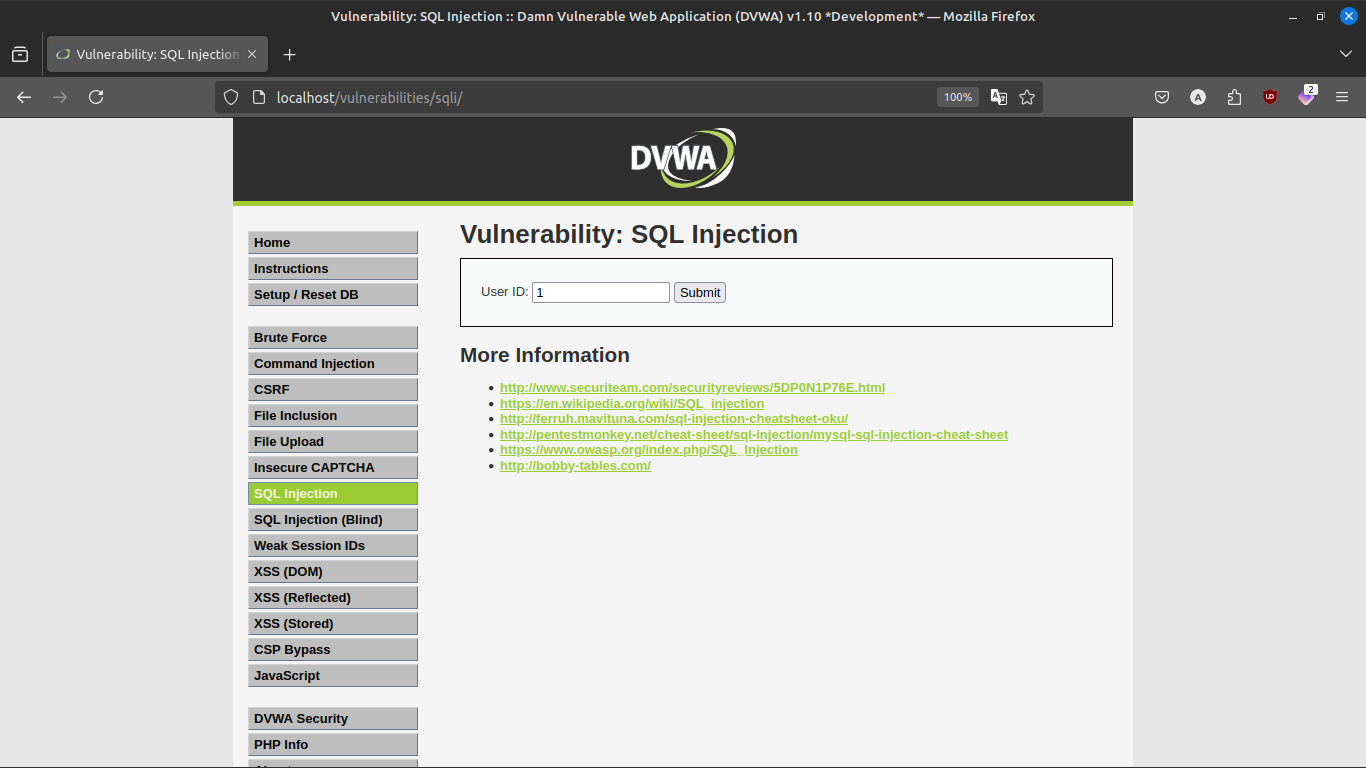 Vulnerability: SQL Injection :: Damn Vulnerable Web Application (DVWA) v1.10 *Development* — Mozilla Firefox
Vulnerability: SQL Injection
localhost/vulnerabilities/sqli/
100%
A
2
DVWA
Home
Instructions
Setup / Reset DB
Brute Force
Command Injection
CSRF
File Inclusion
File Upload
Insecure CAPTCHA
SQL Injection
SQL Injection (Blind)
Weak Session IDs
XSS (DOM)
XSS (Reflected)
XSS (Stored)
CSP Bypass
JavaScript
DVWA Security
PHP Info
Vulnerability: SQL Injection
User ID: 1 Submit
More Information
http://www.securiteam.com/securityreviews/5DP0N1P76E.html
https://en.wikipedia.org/wiki/SQL_injection
http://ferruh.mavituna.com/sql-injection-cheatsheet-oku/
http://pentestmonkey.net/cheat-sheet/sql-injection/mysql-sql-injection-cheat-sheet
https://www.owasp.org/index.php/SQL_Injection
http://bobby-tables.com/